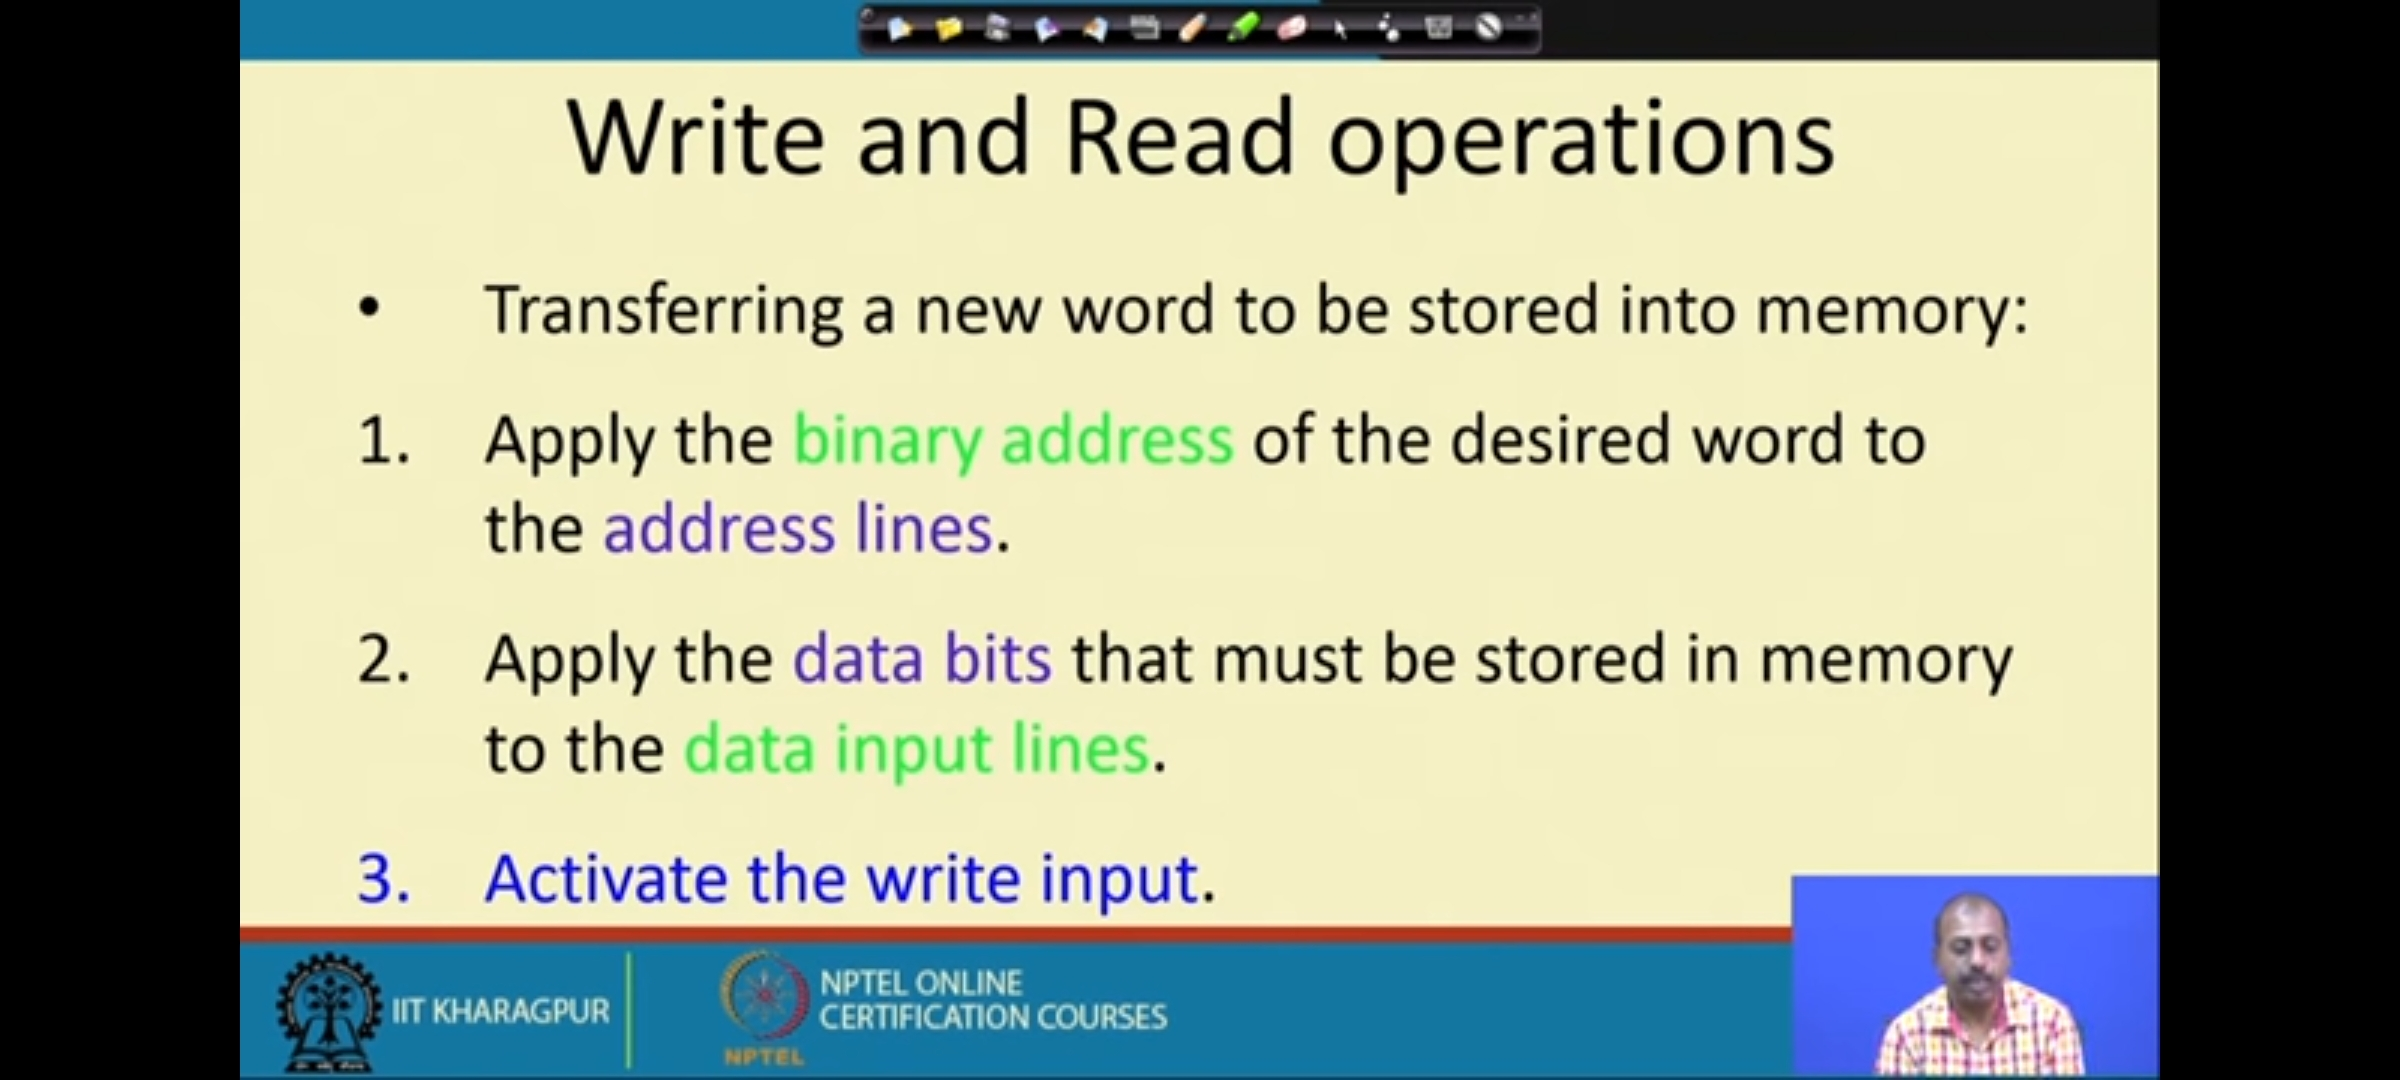 Write and Read operations
• Transferring a new word to be stored into memory:
1. Apply the binary address of the desired word to
the address lines.
2. Apply the data bits that must be stored in memory
to the data input lines.
3. Activate the write input.
IIT KHARAGPUR
NPTEL
NPTEL ONLINE
CERTIFICATION COURSES